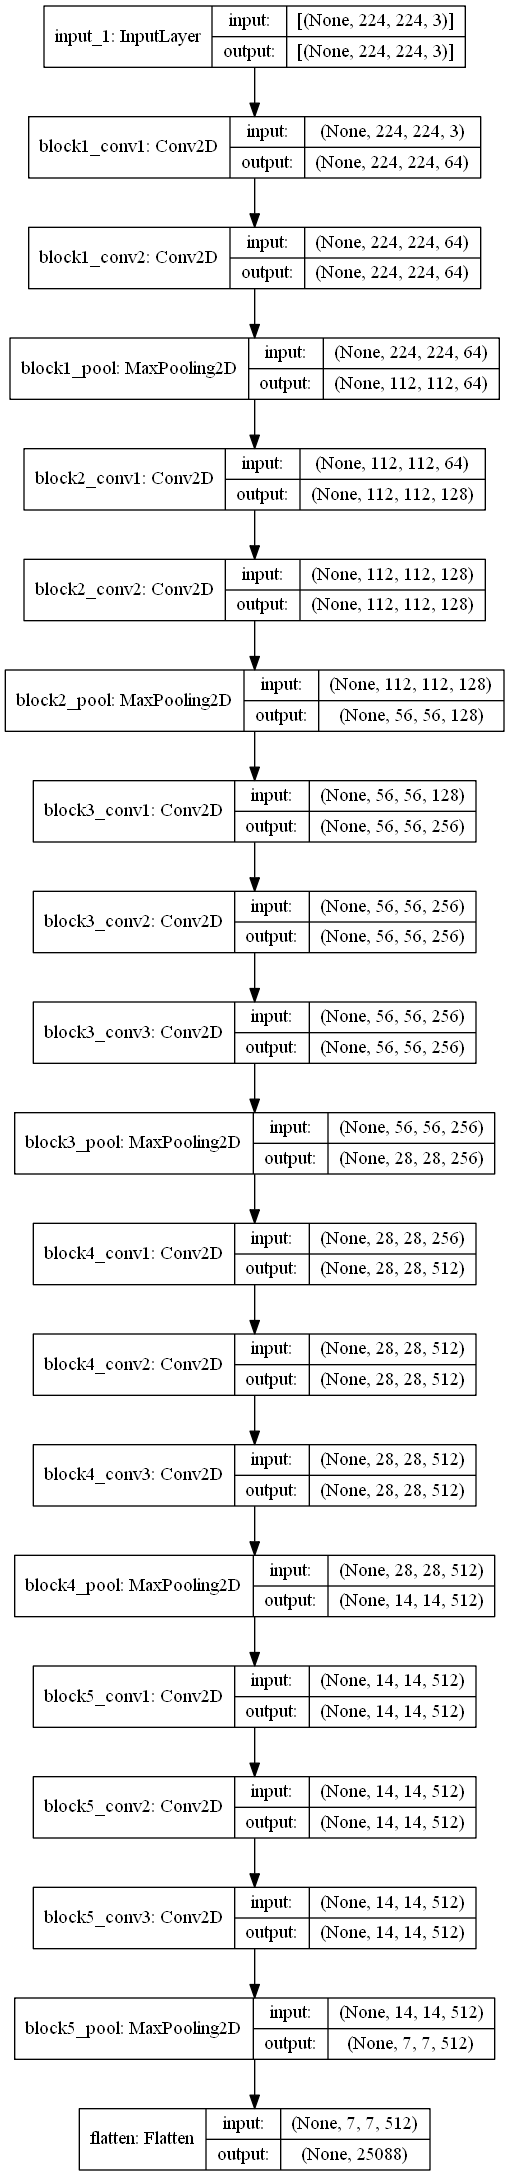 input_1: InputLayer
input: [(None, 224, 224, 3)]
output: [(None, 224, 224, 3)]
block1_conv1: Conv2D
input: (None, 224, 224, 3)
output: (None, 224, 224, 64)
block1_conv2: Conv2D
input: (None, 224, 224, 64)
output: (None, 224, 224, 64)
block1_pool: MaxPooling2D
input: (None, 224, 224, 64)
output: (None, 112, 112, 64)
block2_conv1: Conv2D
input: (None, 112, 112, 64)
output: (None, 112, 112, 128)
block2_conv2: Conv2D
input: (None, 112, 112, 128)
output: (None, 112, 112, 128)
block2_pool: MaxPooling2D
input: (None, 112, 112, 128)
output: (None, 56, 56, 128)
block3_conv1: Conv2D
input: (None, 56, 56, 128)
output: (None, 56, 56, 256)
block3_conv2: Conv2D
input: (None, 56, 56, 256)
output: (None, 56, 56, 256)
block3_conv3: Conv2D
input: (None, 56, 56, 256)
output: (None, 56, 56, 256)
block3_pool: MaxPooling2D
input: (None, 56, 56, 256)
output: (None, 28, 28, 256)
block4_conv1: Conv2D
input: (None, 28, 28, 256)
output: (None, 28, 28, 512)
block4_conv2: Conv2D
input: (None, 28, 28, 512)
output: (None, 28, 28, 512)
block4_conv3: Conv2D
input: (None, 28, 28, 512)
output: (None, 28, 28, 512)
block4_pool: MaxPooling2D
input: (None, 28, 28, 512)
output: (None, 14, 14, 512)
block5_conv1: Conv2D
input: (None, 14, 14, 512)
output: (None, 14, 14, 512)
block5_conv2: Conv2D
input: (None, 14, 14, 512)
output: (None, 14, 14, 512)
block5_conv3: Conv2D
input: (None, 14, 14, 512)
output: (None, 14, 14, 512)
block5_pool: MaxPooling2D
input: (None, 14, 14, 512)
output: (None, 7, 7, 512)
flatten: Flatten
input: (None, 7, 7, 512)
output: (None, 25088)